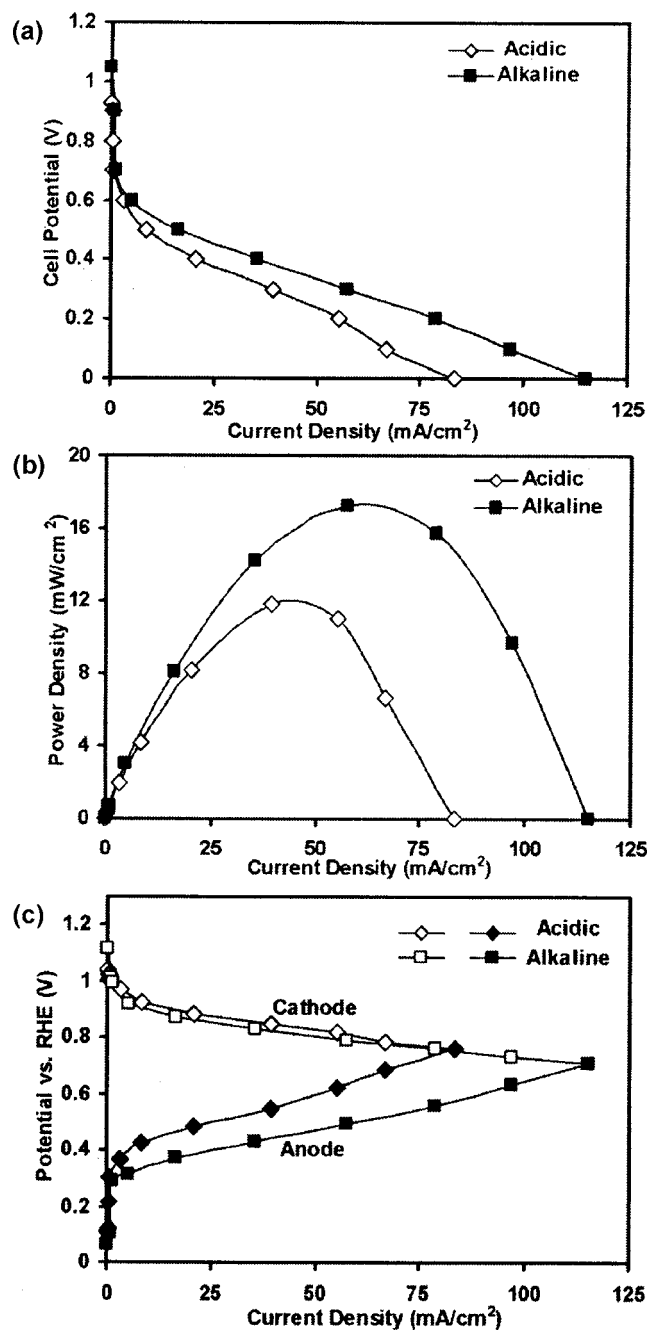 (a)
1.2
1
0.8
0.6
0.4
0.2
0
Cell Potential (V)
Acidic
Alkaline
0 25 50 75 100 125
Current Density (mA/cm²)
(b)
20
16
12
8
4
0
Power Density (mW/cm²)
Acidic
Alkaline
0 25 50 75 100 125
Current Density (mA/cm²)
(c)
1.2
1
0.8
0.6
0.4
0.2
0
Potential vs. RHE (V)
Acidic
Alkaline
Cathode
Anode
0 25 50 75 100 125
Current Density (mA/cm²)